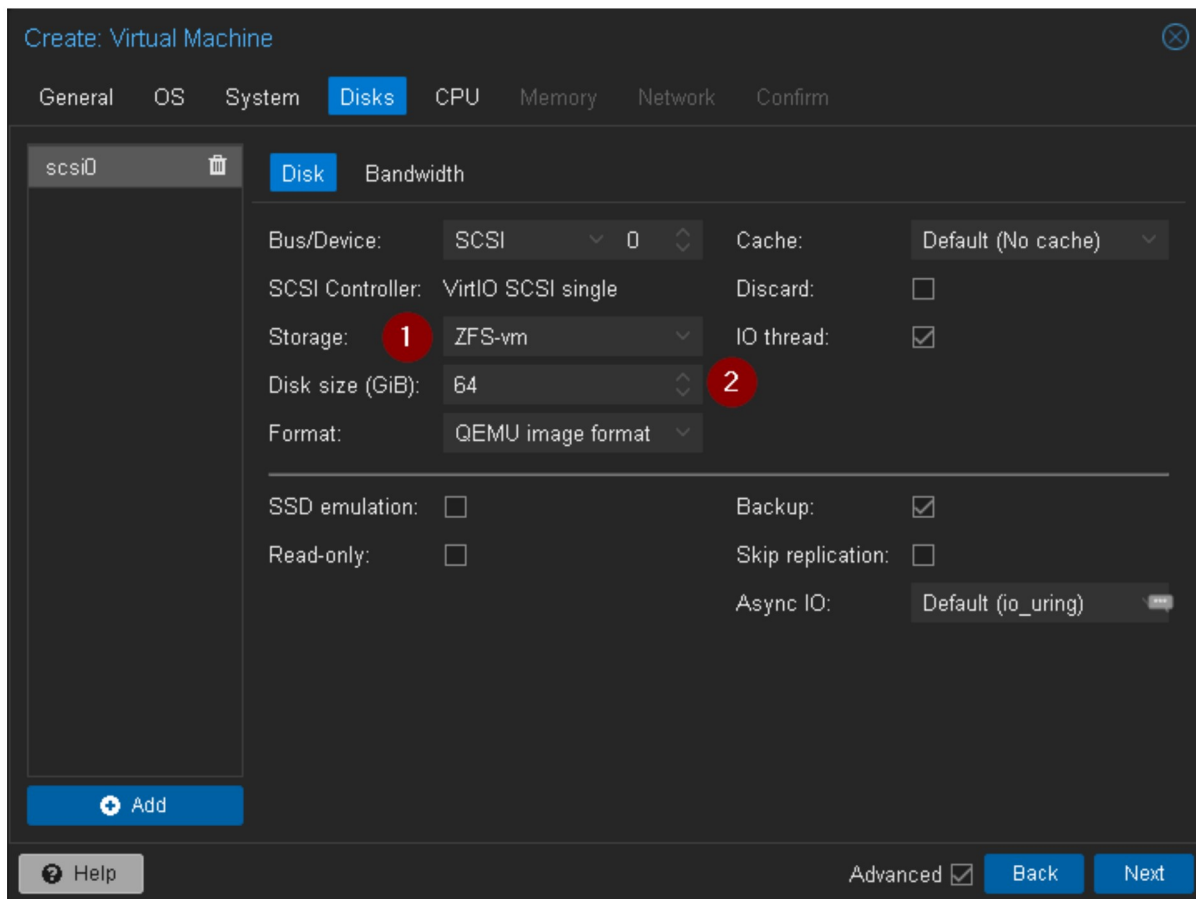 Create: Virtual Machine
General OS System Disks CPU Memory Network Confirm
scsi0
Disk Bandwidth
Bus/Device: SCSI 0 Cache: Default (No cache)
SCSI Controller: VirtIO SCSI single Discard:
Storage: 1 ZFS-vm IO thread:
Disk size (GiB): 64 2
Format: QEMU image format
SSD emulation: Backup:
Read-only: Skip replication:
Async IO: Default (io_uring)
Add
Help Advanced Back Next